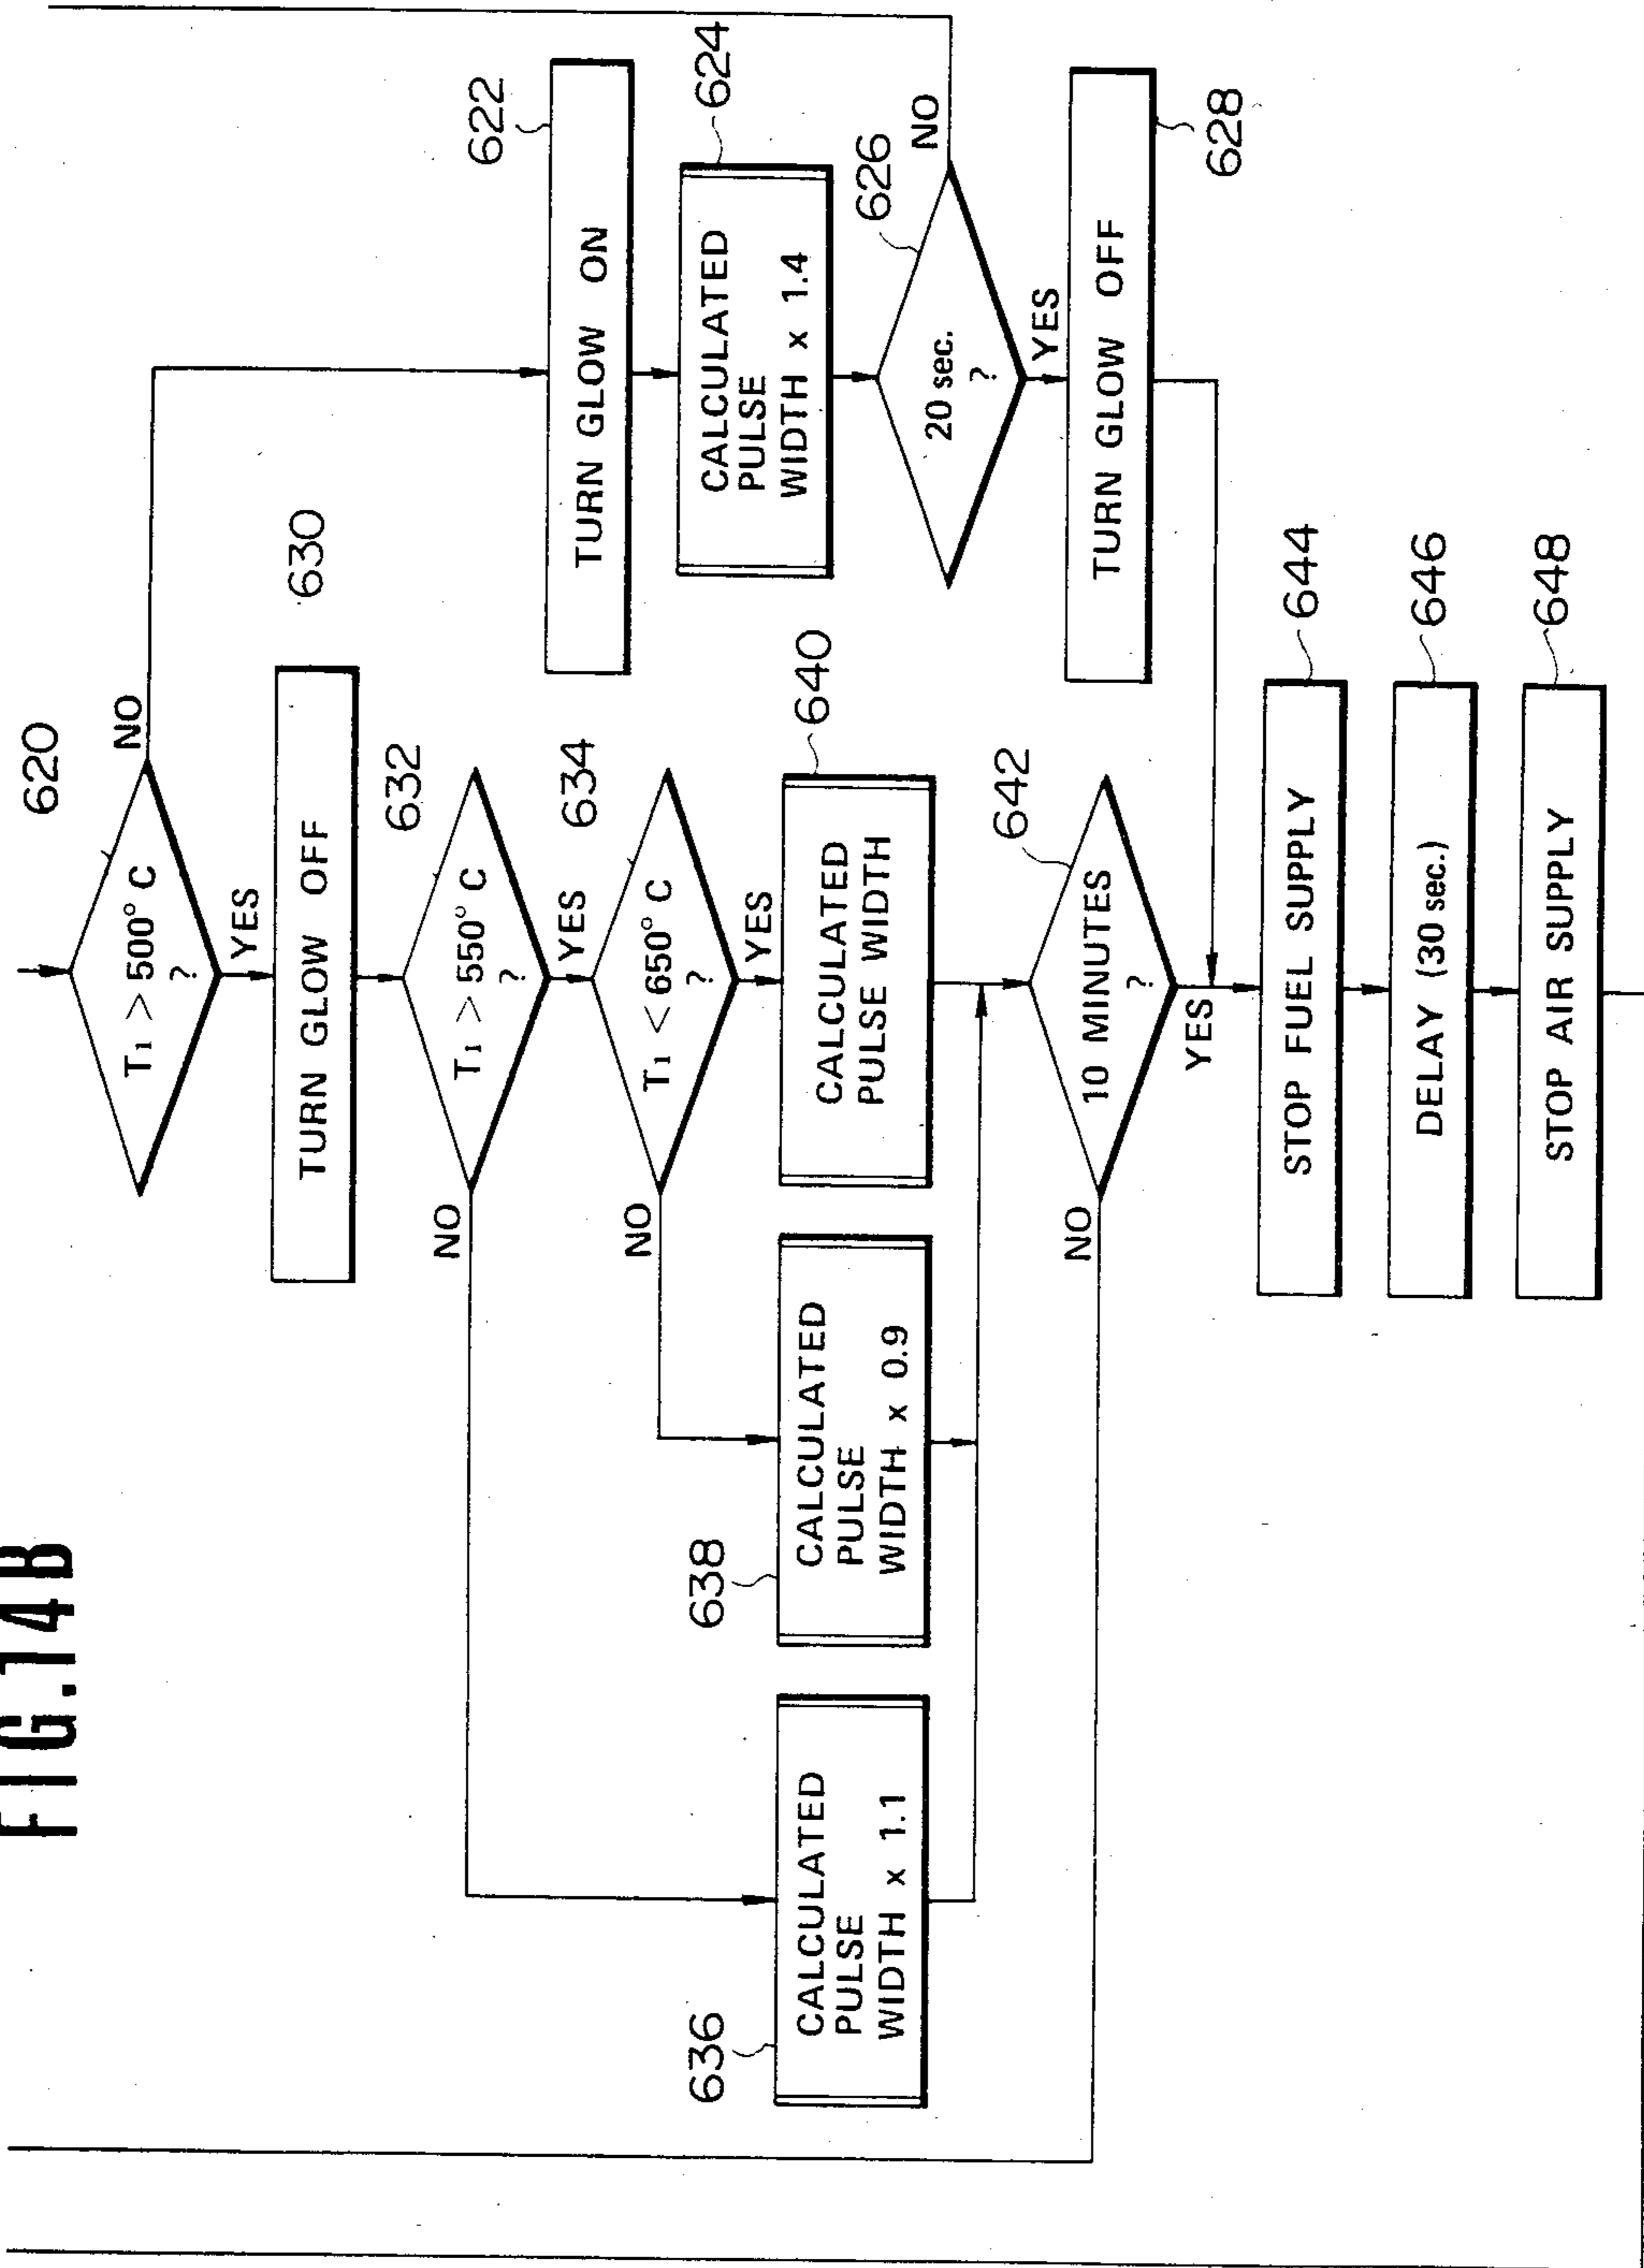 FIG.14B
620
T1 > 500° C
?
NO
YES
630
TURN GLOW OFF
632
T1 > 550° C
?
NO
YES
634
T1 < 650° C
?
NO
YES
622
TURN GLOW ON
624
CALCULATED
PULSE
WIDTH x 1.4
626
20 sec.
?
NO
YES
628
TURN GLOW OFF
636
CALCULATED
PULSE
WIDTH x 1.1
638
CALCULATED
PULSE
WIDTH x 0.9
640
CALCULATED
PULSE WIDTH
642
10 MINUTES
?
NO
YES
644
STOP FUEL SUPPLY
646
DELAY (30 sec.)
648
STOP AIR SUPPLY